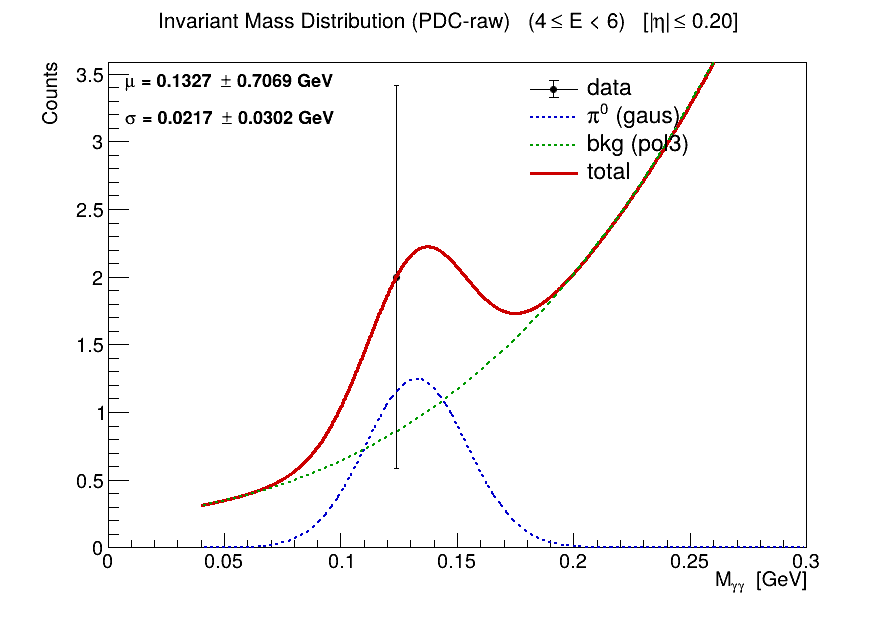 Invariant Mass Distribution (PDC-raw) (4 ≤ E < 6) [|η| ≤ 0.20]
Counts
μ = 0.1327 ± 0.7069 GeV
σ = 0.0217 ± 0.0302 GeV
data
π⁰ (gaus)
bkg (pol3)
total
3.5
3
2.5
2
1.5
1
0.5
0
0 0.05 0.1 0.15 0.2 0.25 0.3
Mγγ [GeV]